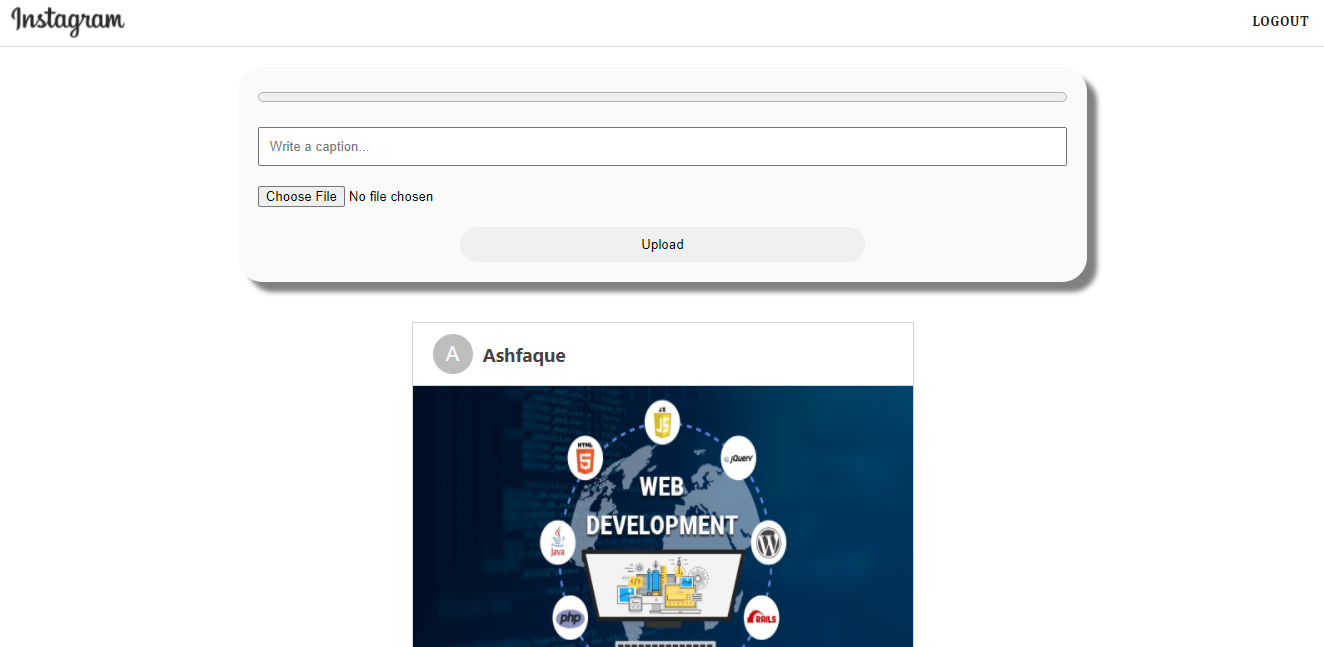 Instagram
LOGOUT
Write a caption...
Choose File No file chosen
Upload
A Ashfaque
JS
JS
HTML
5
jQuery
WEB
DEVELOPMENT
Java
W
php
RAILS